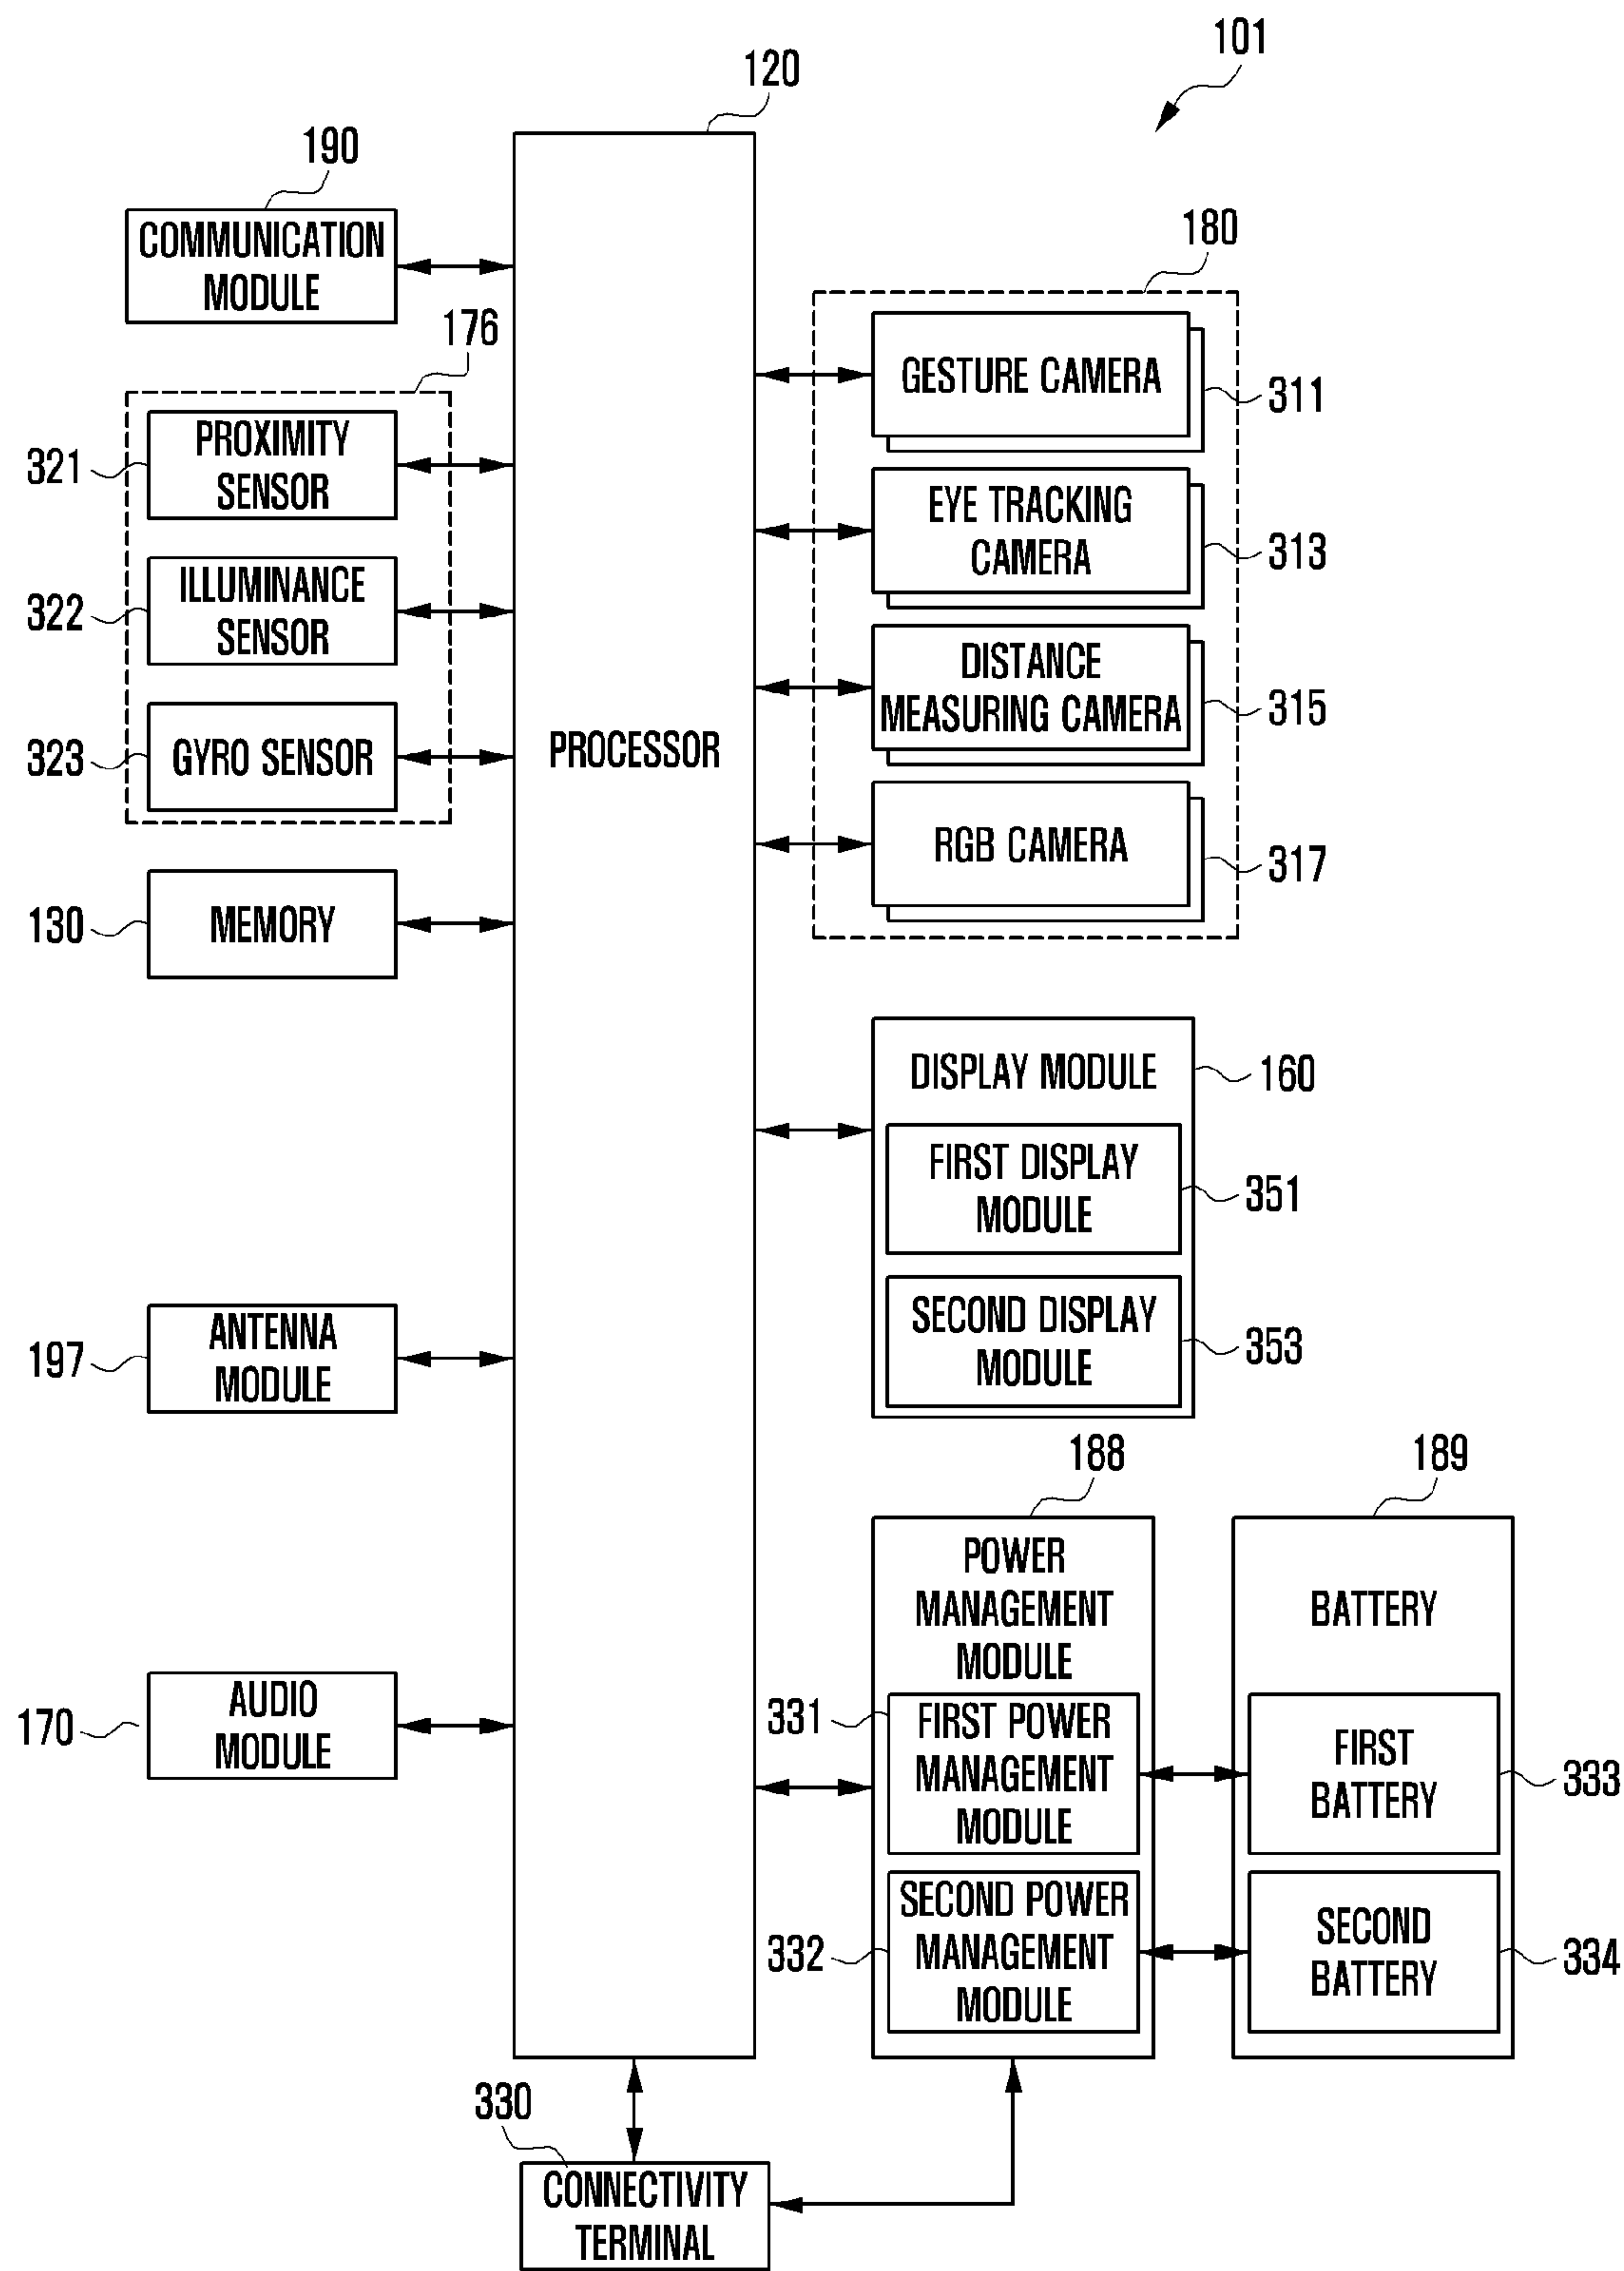 101
120
190
COMMUNICATION
MODULE
180
176
GESTURE CAMERA
311
321
PROXIMITY
SENSOR
EYE TRACKING
CAMERA
313
322
ILLUMINANCE
SENSOR
DISTANCE
MEASURING CAMERA
315
323
GYRO SENSOR
PROCESSOR
RGB CAMERA
317
130
MEMORY
DISPLAY MODULE
160
FIRST DISPLAY
MODULE
351
SECOND DISPLAY
MODULE
353
197
ANTENNA
MODULE
188
189
POWER
MANAGEMENT
MODULE
BATTERY
170
AUDIO
MODULE
331
FIRST POWER
MANAGEMENT
MODULE
FIRST
BATTERY
333
332
SECOND POWER
MANAGEMENT
MODULE
SECOND
BATTERY
334
330
CONNECTIVITY
TERMINAL